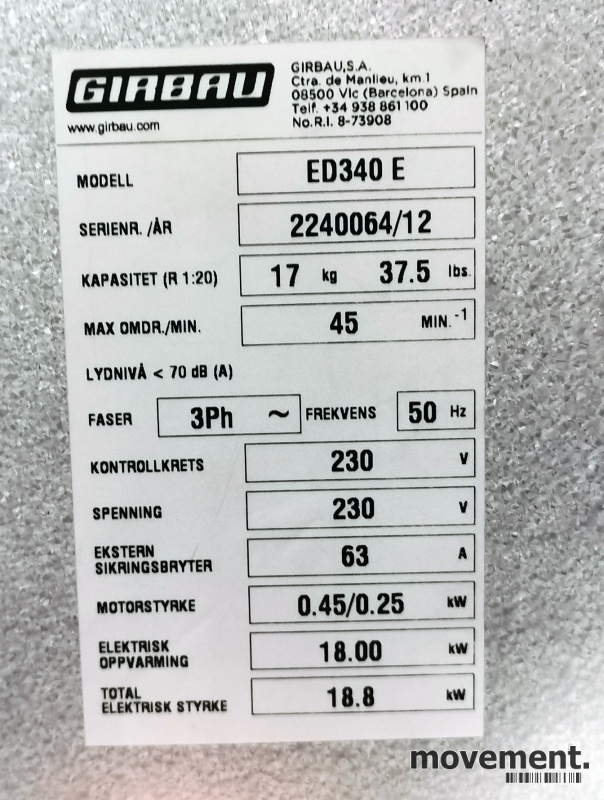 GIRBAU
GIRBAU,S.A.
Ctra. de Manlleu, km.1
08500 Vic (Barcelona) Spain
Telf. +34 938 861 100
No.R.I. 8-73908
www.girbau.com
MODELL ED340 E
SERIENR. /ÅR 2240064/12
KAPASITET (R 1:20) 17 kg 37.5 lbs.
MAX OMDR./MIN. 45 MIN.-1
LYDNIVÅ < 70 dB (A)
FASER 3Ph ~ FREKVENS 50 Hz
KONTROLLKRETS 230 V
SPENNING 230 V
EKSTERN
SIKRINGSBRYTER 63 A
MOTORSTYRKE 0.45/0.25 kW
ELEKTRISK
OPPVARMING 18.00 kW
TOTAL
ELEKTRISK STYRKE 18.8 kW
movement.